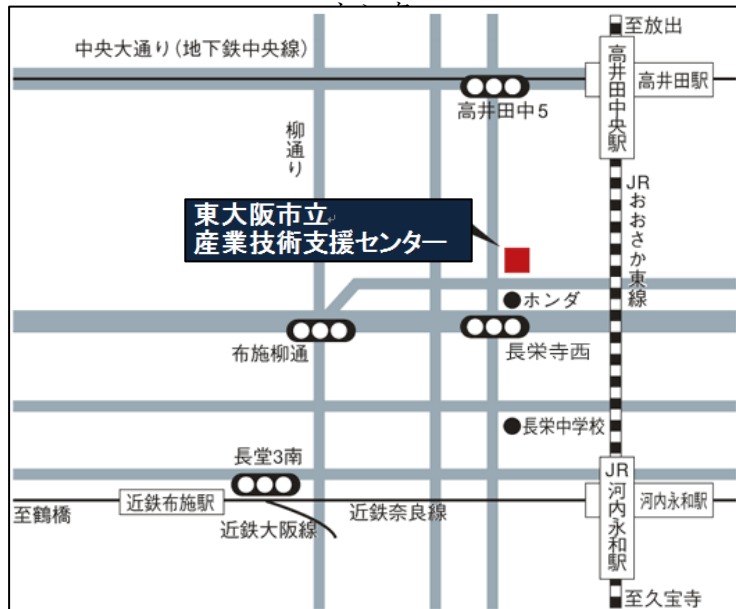 至放出
中央大通り(地下鉄中央線)
高井田中央駅
高井田駅
高井田中5
柳通り
JRおおさか東線
東大阪市立
産業技術支援センター
ホンダ
布施柳通
長栄寺西
長栄中学校
長堂3南
JR河内永和駅
河内永和駅
近鉄布施駅
至鶴橋
近鉄大阪線
近鉄奈良線
至久宝寺